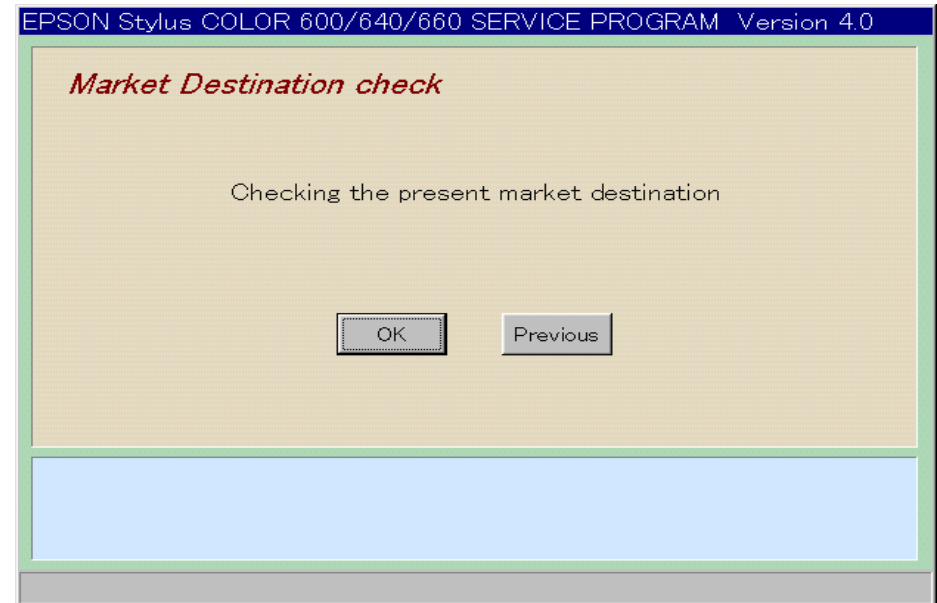 EPSON Stylus COLOR 600/640/660 SERVICE PROGRAM Version 4.0
Market Destination check
Checking the present market destination
OK Previous